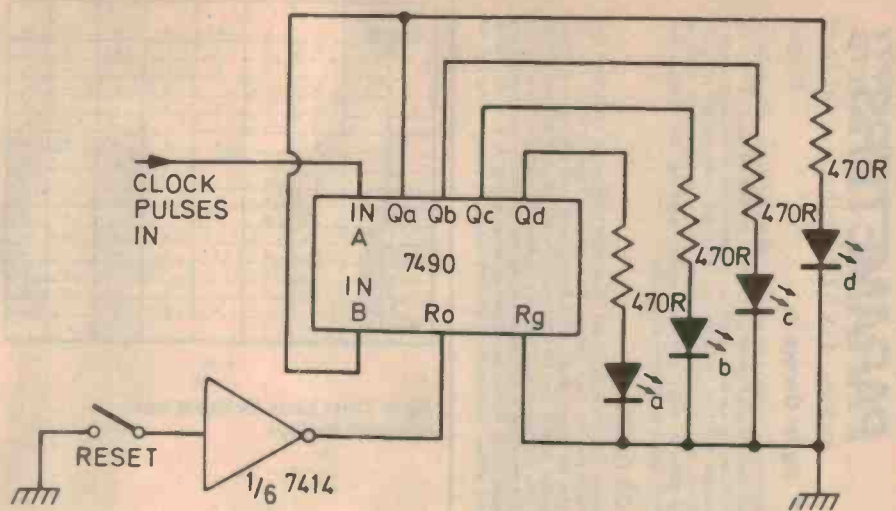 CLOCK
PULSES
IN
IN Qa Qb Qc Qd
A
7490
IN
B Ro Rg
470R
470R
470R
470R
a
b
c
d
RESET
1/6 7414